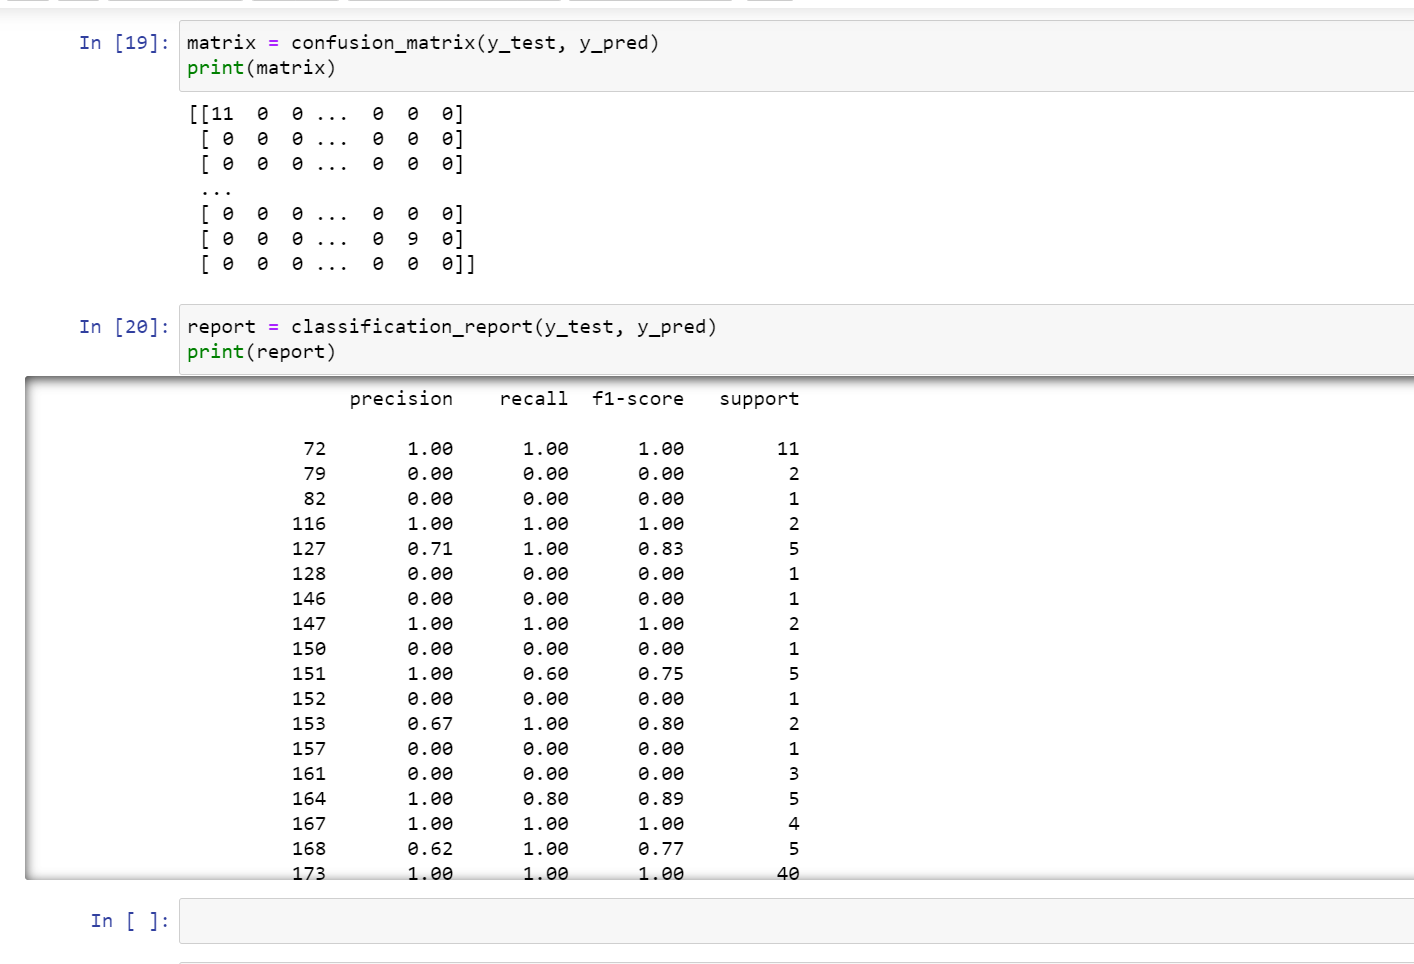 In [19]: matrix = confusion_matrix(y_test, y_pred)
print(matrix)
[[11 0 0 ... 0 0 0]
[ 0 0 0 ... 0 0 0]
[ 0 0 0 ... 0 0 0]
...
[ 0 0 0 ... 0 0 0]
[ 0 0 0 ... 0 9 0]
[ 0 0 0 ... 0 0 0]]
In [20]: report = classification_report(y_test, y_pred)
print(report)
precision recall f1-score support
72 1.00 1.00 1.00 11
79 0.00 0.00 0.00 2
82 0.00 0.00 0.00 1
116 1.00 1.00 1.00 2
127 0.71 1.00 0.83 5
128 0.00 0.00 0.00 1
146 0.00 0.00 0.00 1
147 1.00 1.00 1.00 2
150 0.00 0.00 0.00 1
151 1.00 0.60 0.75 5
152 0.00 0.00 0.00 1
153 0.67 1.00 0.80 2
157 0.00 0.00 0.00 1
161 0.00 0.00 0.00 3
164 1.00 0.80 0.89 5
167 1.00 1.00 1.00 4
168 0.62 1.00 0.77 5
173 1.00 1.00 1.00 40
In [ ]: